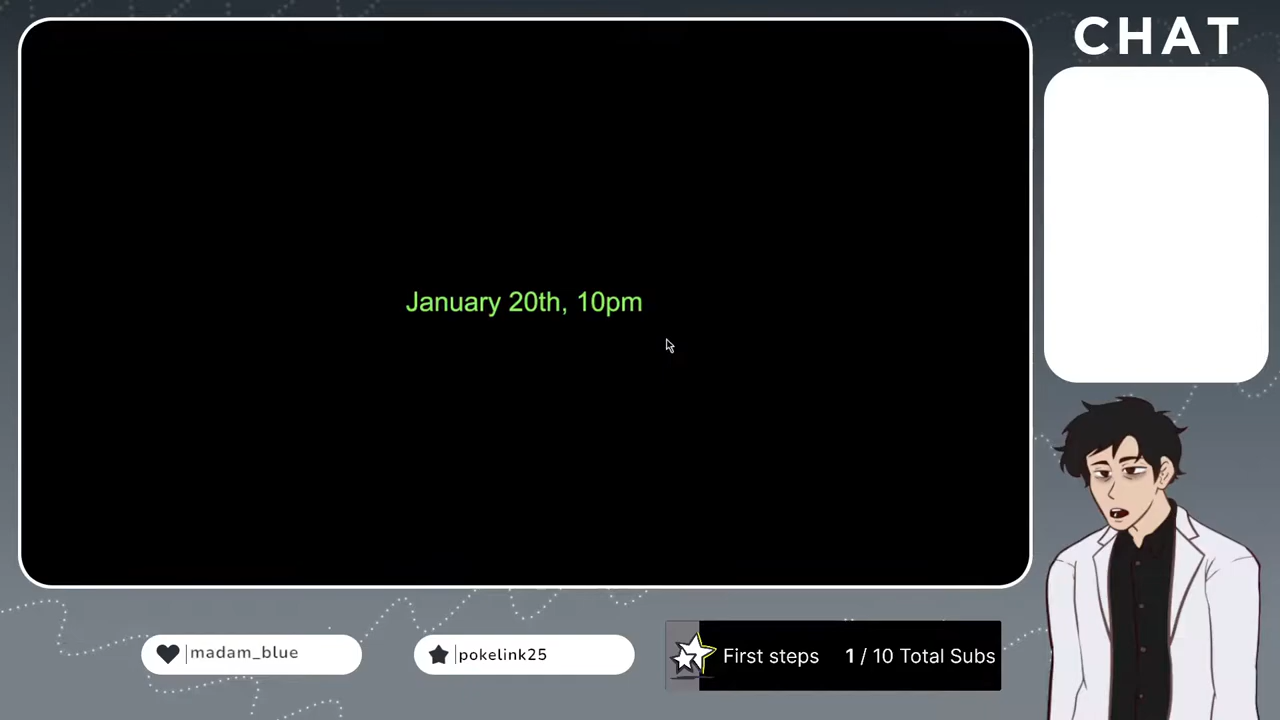 CHAT
January 20th, 10pm
madam_blue
pokelink25
First steps
1 / 10 Total Subs